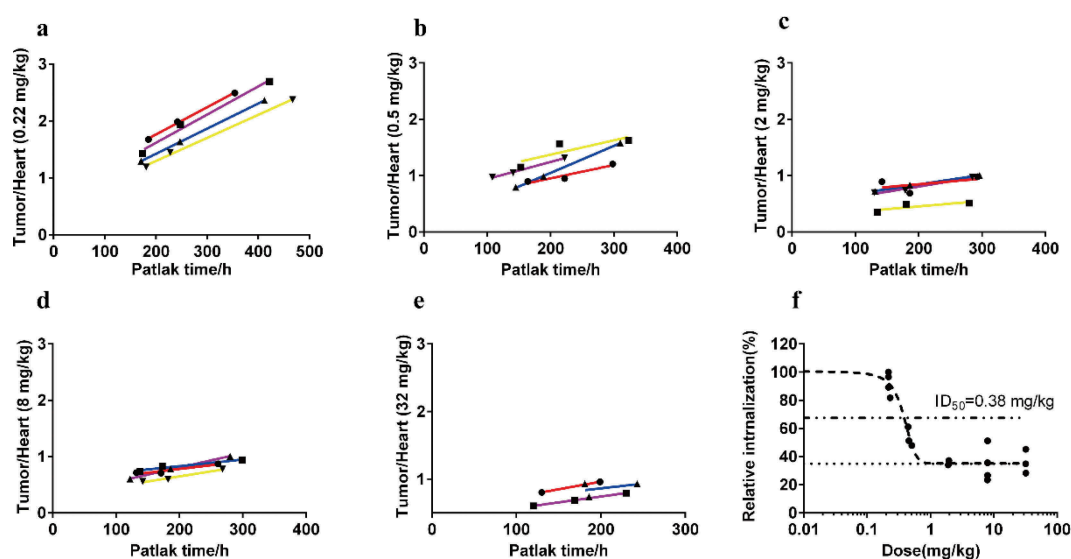 a
Tumor/Heart (0.22 mg/kg)
3
2
1
0
0 100 200 300 400 500
Patlak time/h
b
Tumor/Heart (0.5 mg/kg)
3
2
1
0
0 100 200 300 400
Patlak time/h
c
Tumor/Heart (2 mg/kg)
3
2
1
0
0 100 200 300 400
Patlak time/h
d
Tumor/Heart (8 mg/kg)
3
2
1
0
0 100 200 300 400
Patlak time/h
e
Tumor/Heart (32 mg/kg)
3
2
1
0
0 100 200 300
Patlak time/h
f
Relative intrnalization(%)
120
100
80
60
40
20
0
ID50=0.38 mg/kg
0.01 0.1 1 10 100
Dose(mg/kg)